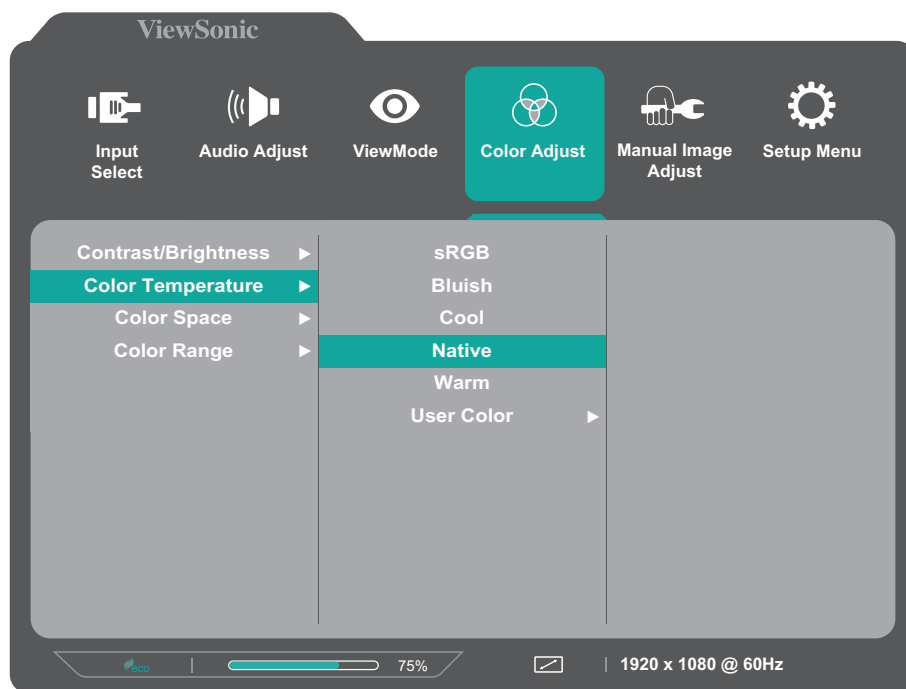 ViewSonic
Input
Select
Audio Adjust
ViewMode
Color Adjust
Manual Image
Adjust
Setup Menu
Contrast/Brightness
Color Temperature
Color Space
Color Range
sRGB
Bluish
Cool
Native
Warm
User Color
eco
75%
1920 x 1080 @ 60Hz